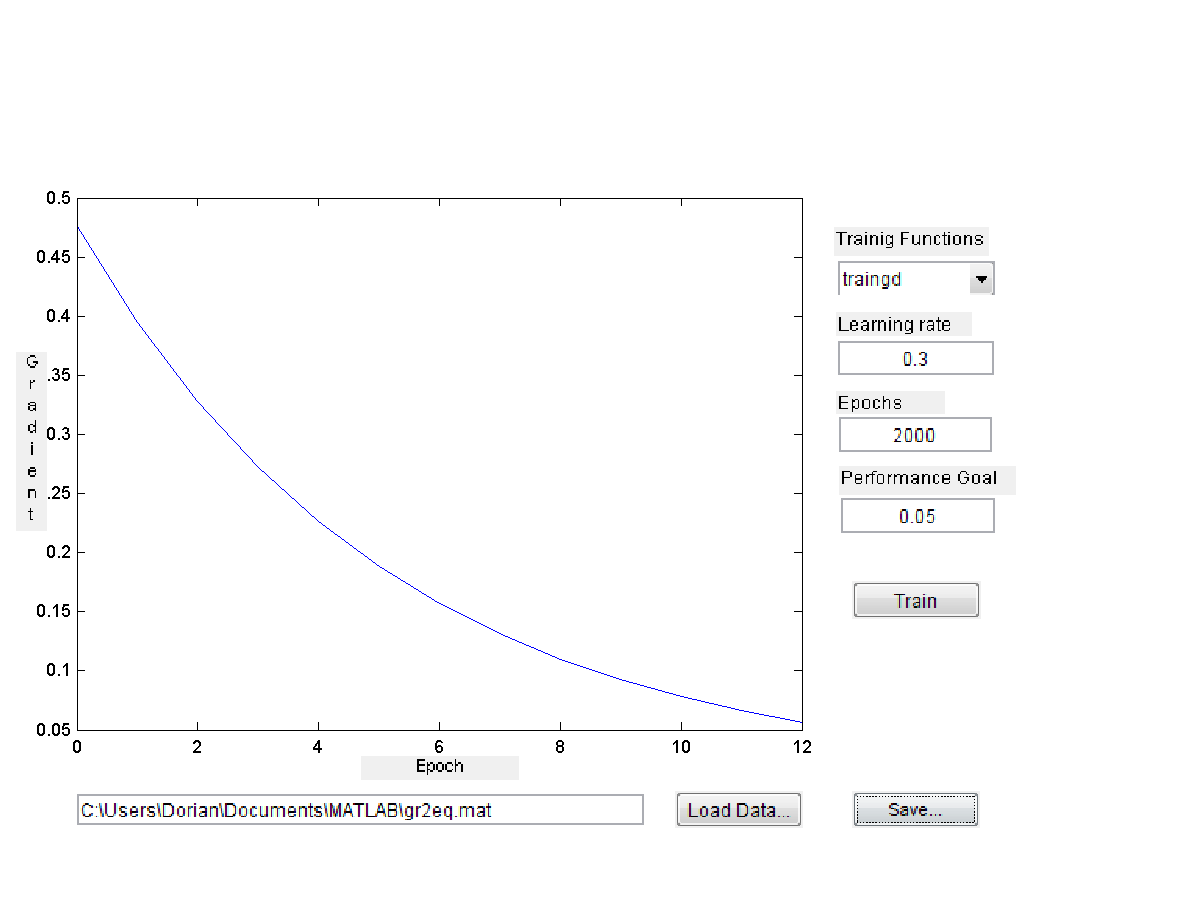 0.5
0.45
0.4
.35
0.3
.25
0.2
0.15
0.1
0.05
Gradient
0 2 4 6 8 10 12
Epoch
Trainig Functions
traingd
Learning rate
0.3
Epochs
2000
Performance Goal
0.05
Train
C:\Users\Dorian\Documents\MATLAB\gr2eq.mat
Load Data...
Save...